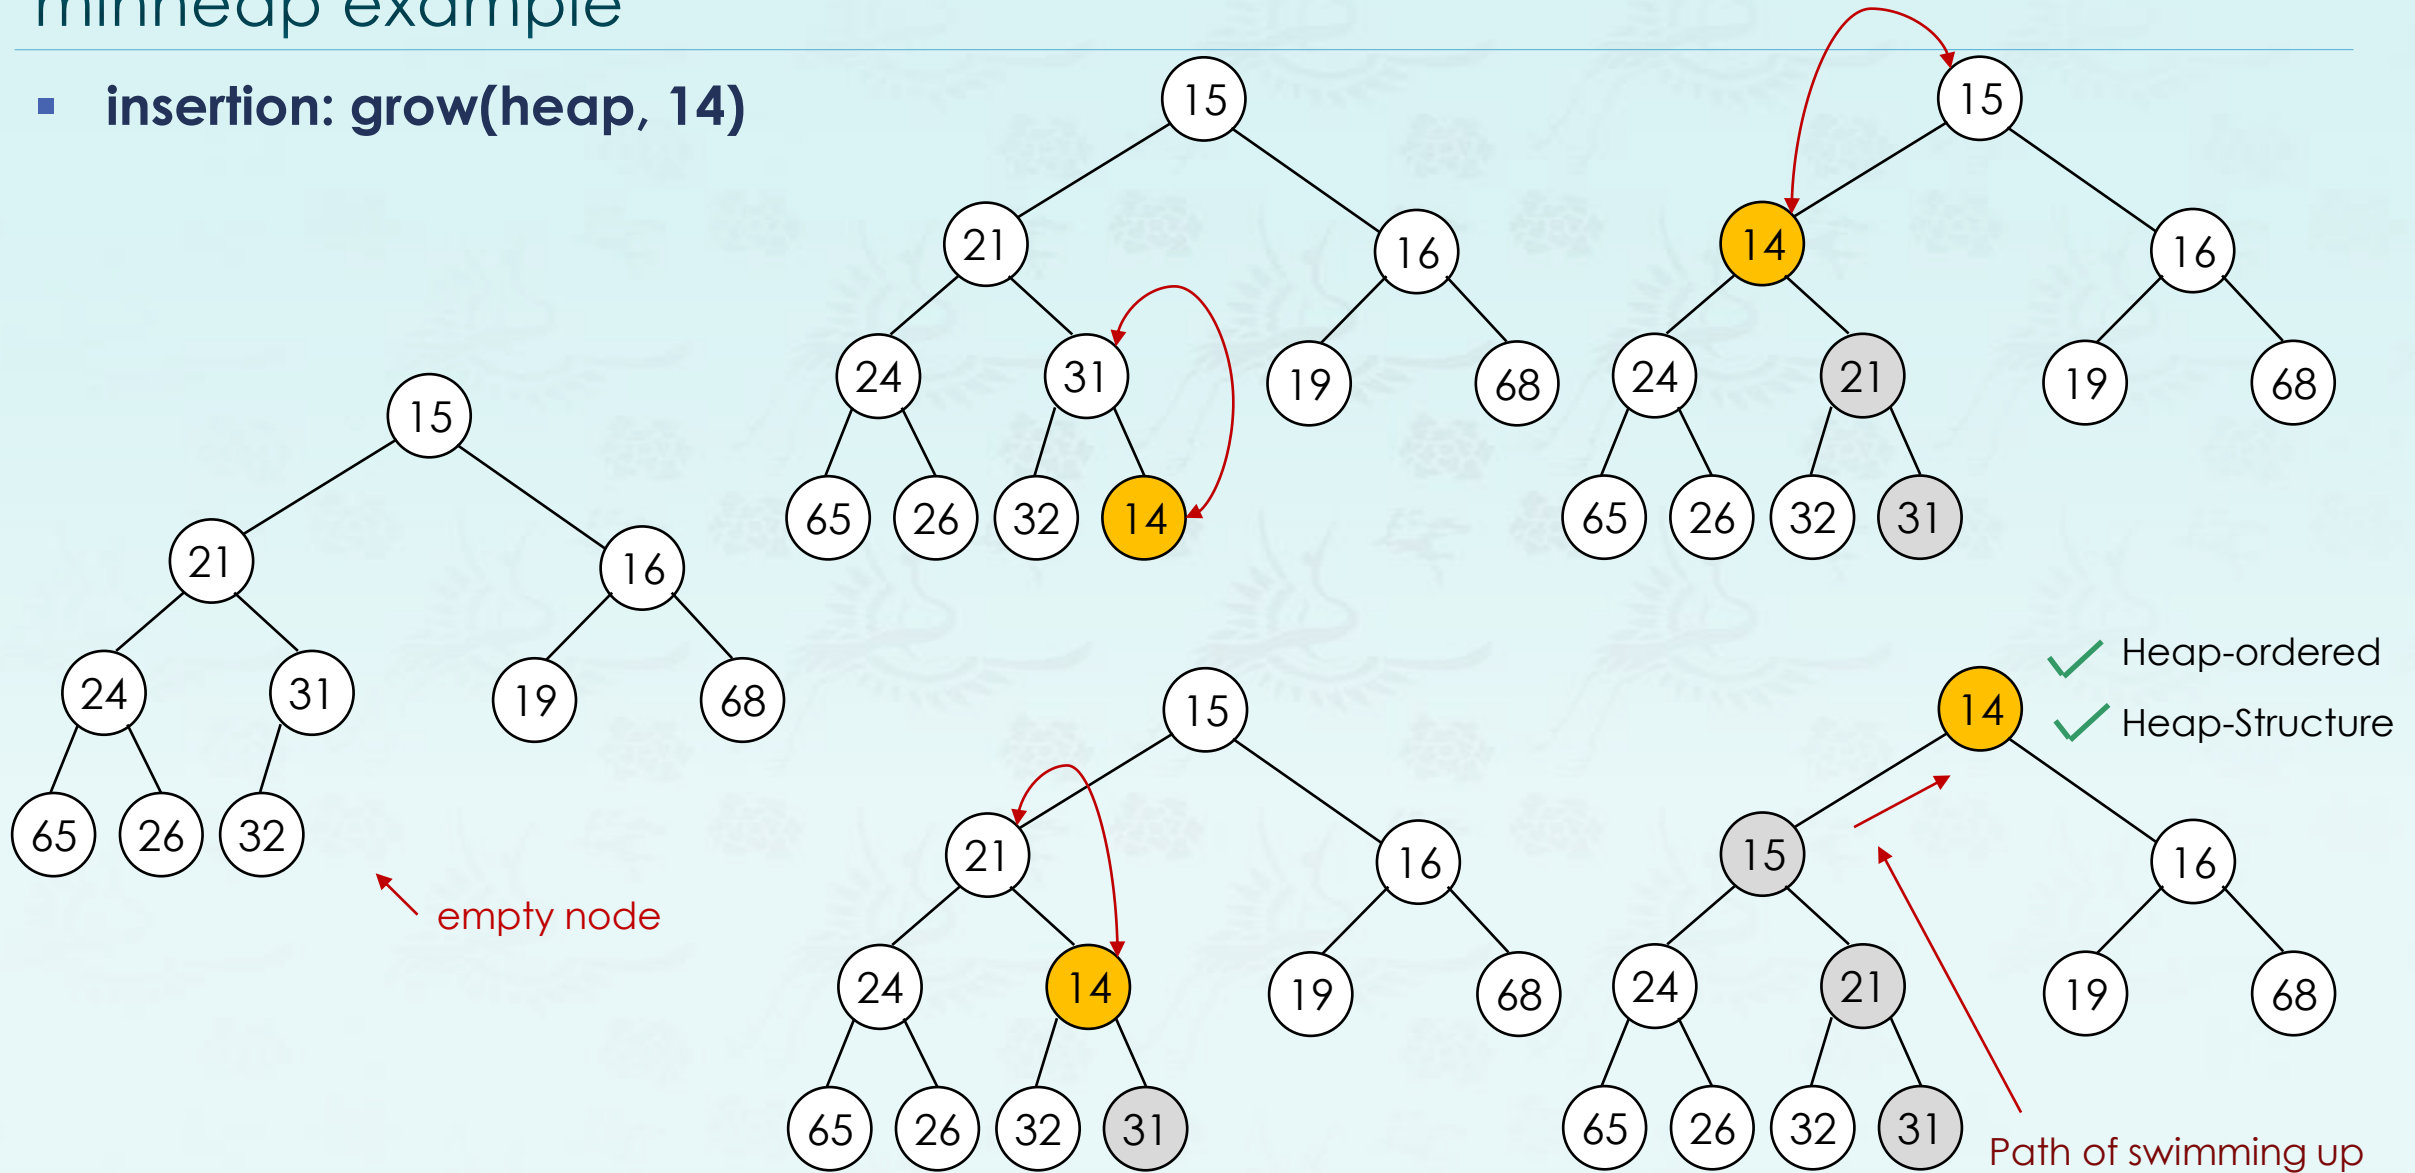 minheap example
▪ insertion: grow(heap, 14)
15
21 16
24 31 19 68
65 26 32
empty node
15
21 16
24 31 19 68
65 26 32 14
15
21 16
24 14 19 68
65 26 32 31
15
14 16
24 21 19 68
65 26 32 31
Heap-ordered
Heap-Structure
14
15 16
24 21 19 68
65 26 32 31
Path of swimming up